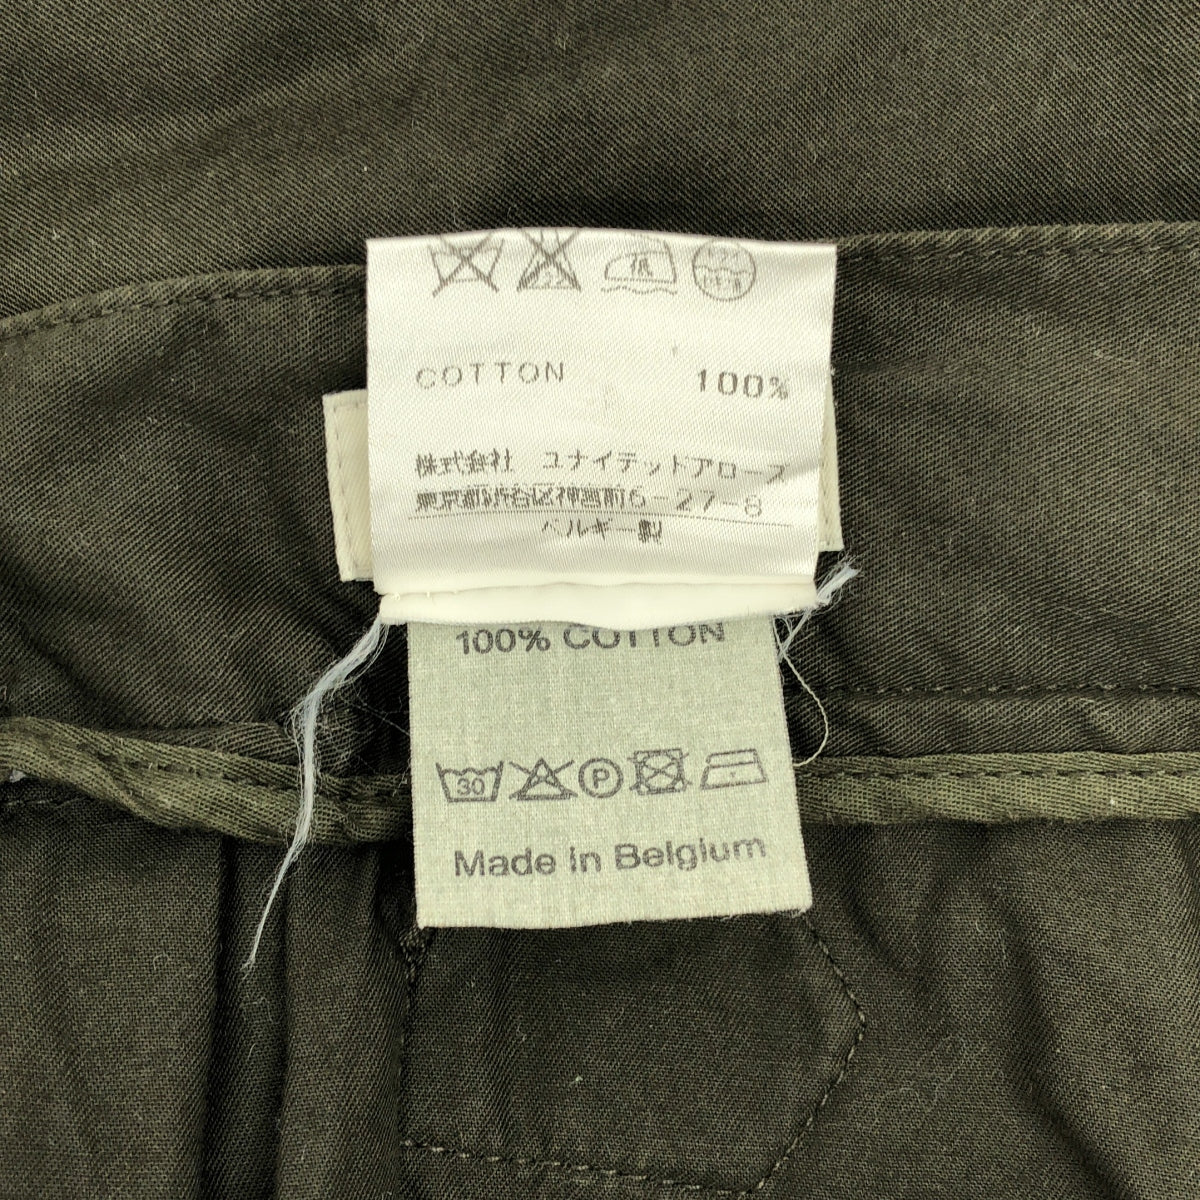 低
COTTON 100%
株式会社 ユナイテッドアローズ
東京都渋谷区神宮前6-27-8
ベルギー製
100% COTTON
30 P
Made in Belgium